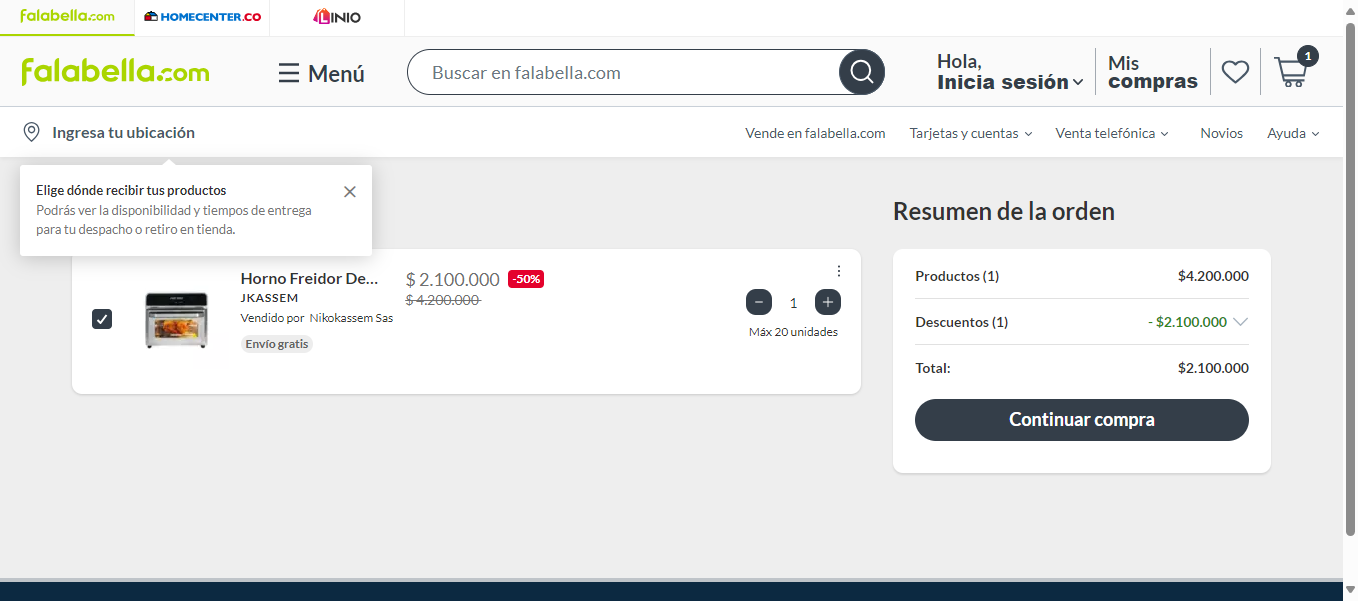 falabella.com
HOMECENTER.CO
LINIO
falabella.com
Menú
Buscar en falabella.com
Hola,
Inicia sesión
Mis
compras
1
Ingresa tu ubicación
Vende en falabella.com
Tarjetas y cuentas
Venta telefónica
Novios
Ayuda
Elige dónde recibir tus productos
Podrás ver la disponibilidad y tiempos de entrega
para tu despacho o retiro en tienda.
Horno Freidor De...
JKASSEM
Vendido por Nikokassem Sas
Envío gratis
$ 2.100.000 -50%
$ 4.200.000
1
Máx 20 unidades
Resumen de la orden
Productos (1) $4.200.000
Descuentos (1) - $2.100.000
Total: $2.100.000
Continuar compra